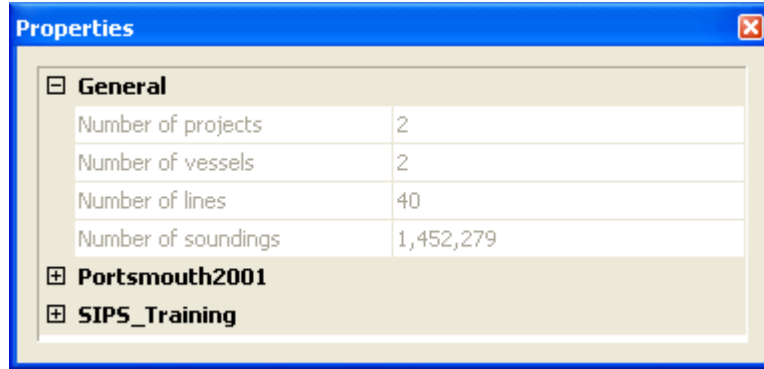 Properties
General
Number of projects 2
Number of vessels 2
Number of lines 40
Number of soundings 1,452,279
Portsmouth2001
SIPS_Training